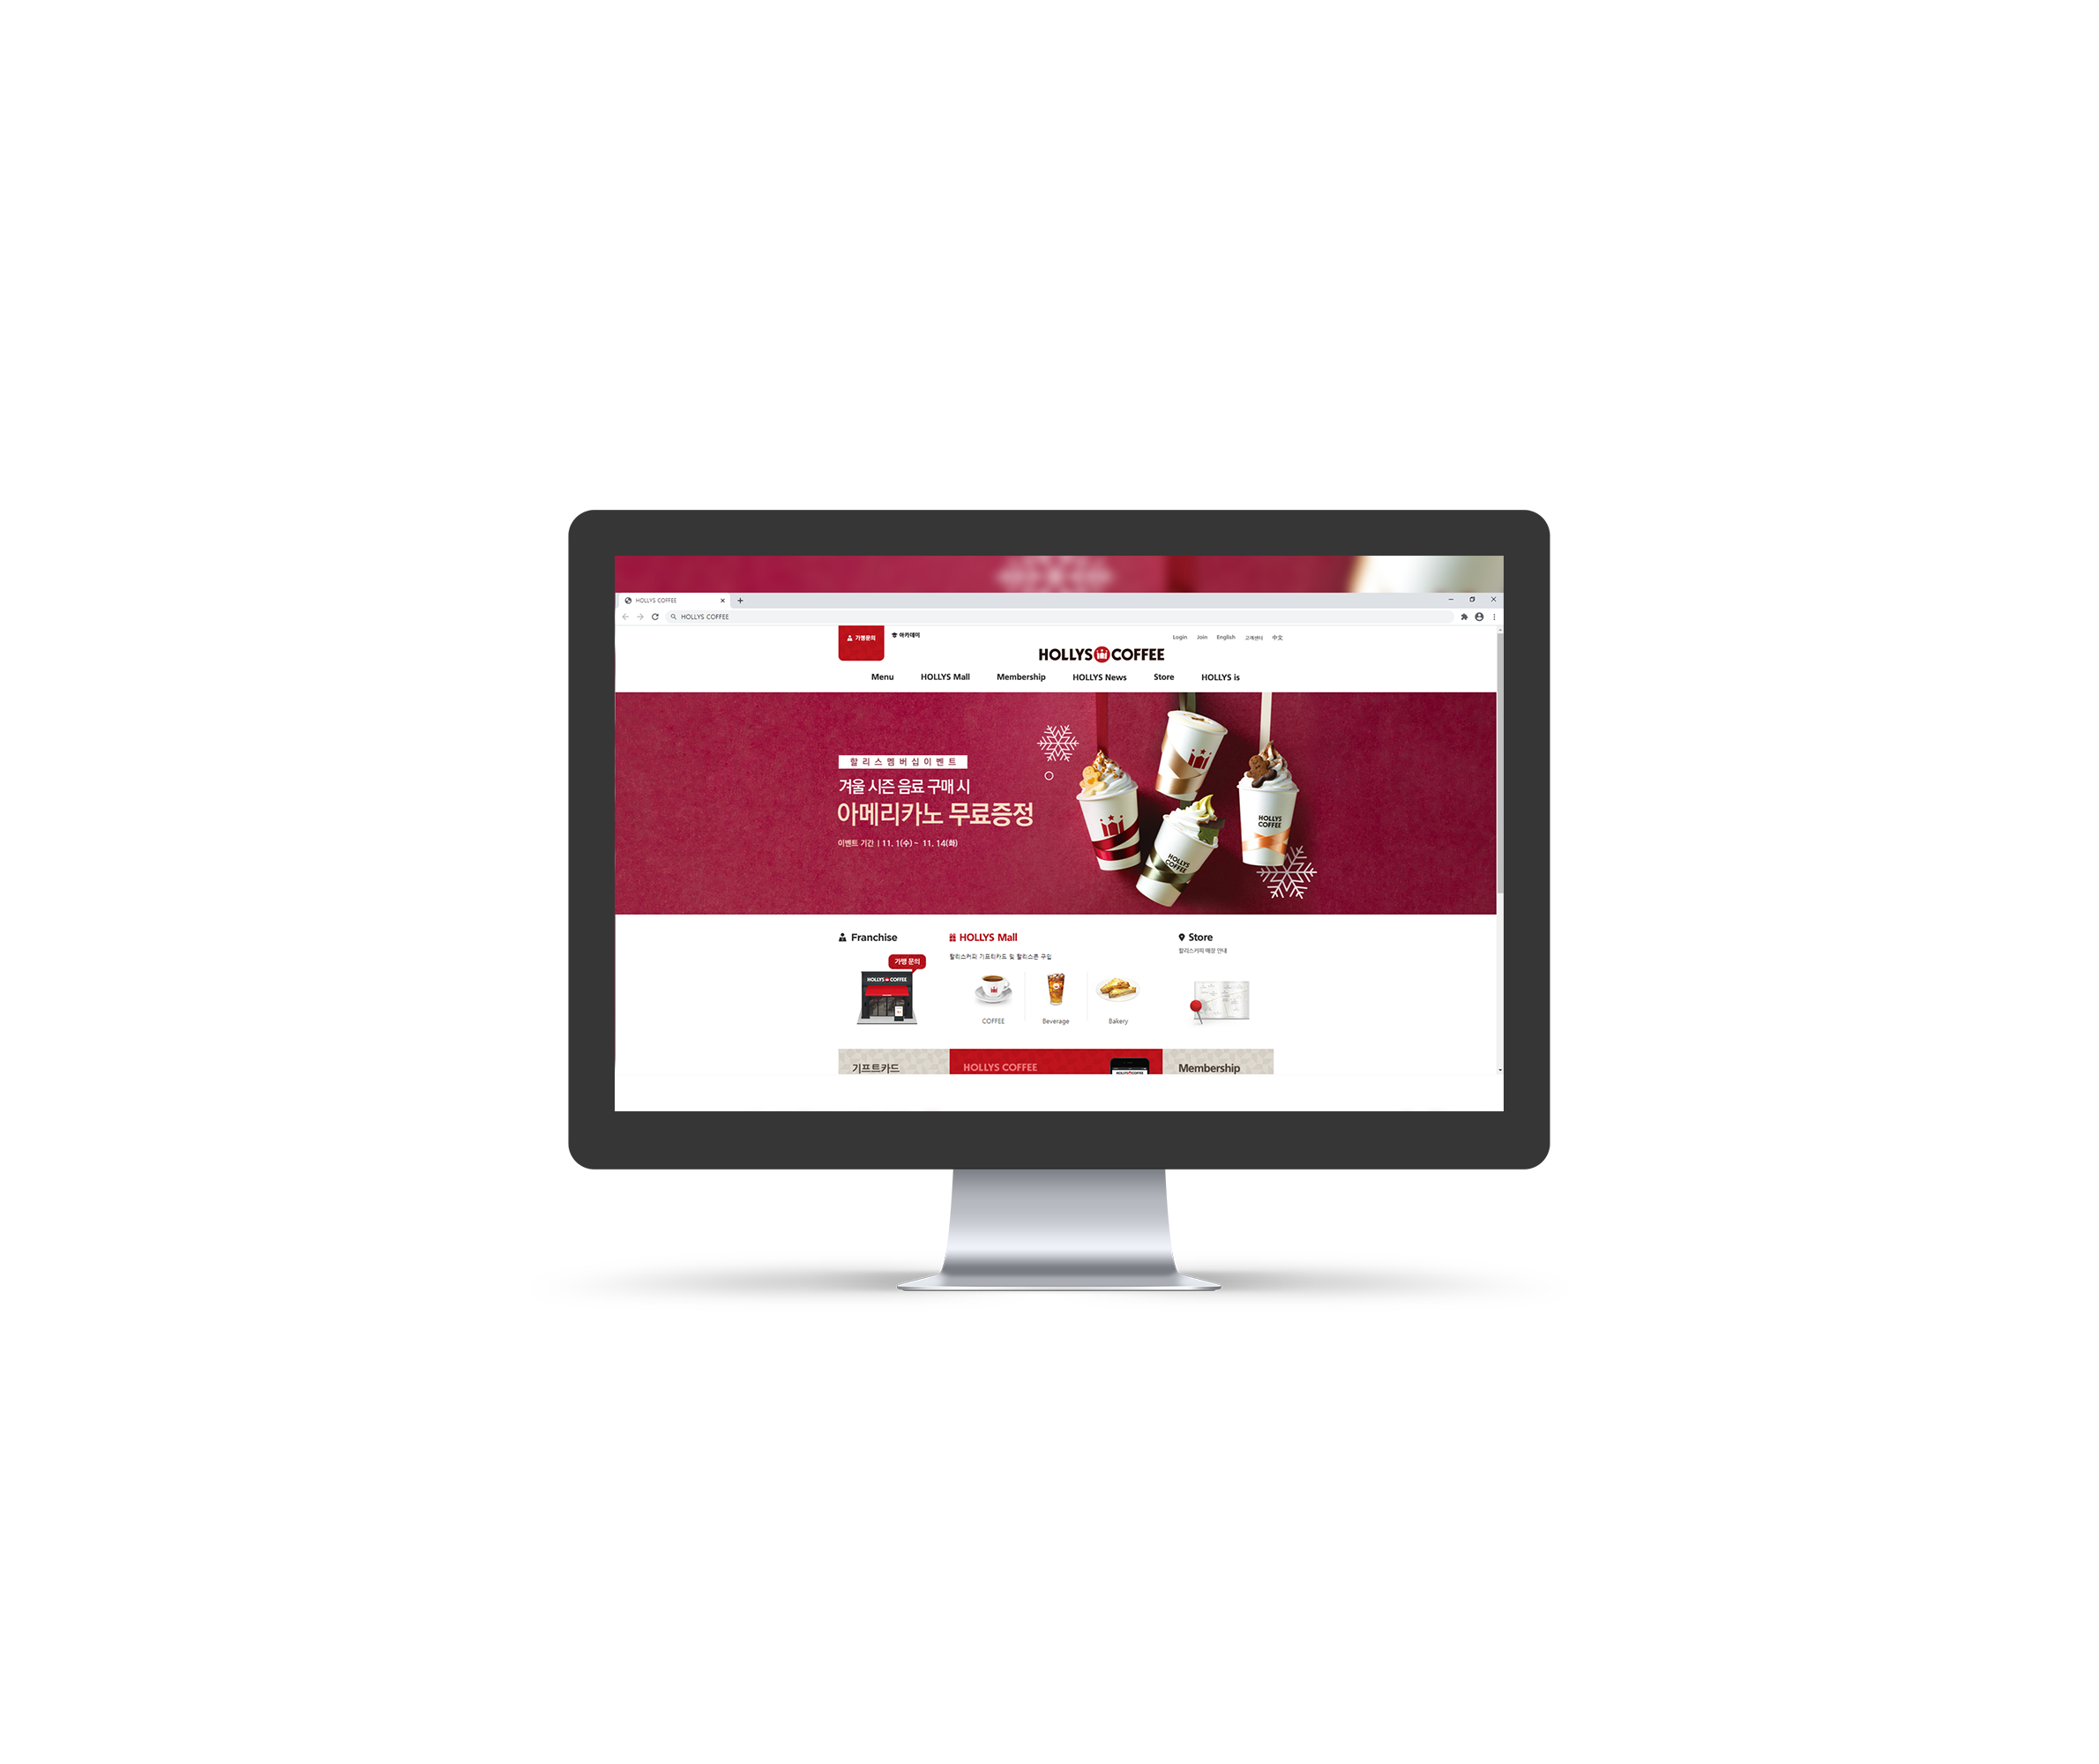 HOLLYS COFFEE
HOLLYS COFFEE
가맹문의 아카데미
Login Join English 고객센터 中文
HOLLYS COFFEE
Menu HOLLYS Mall Membership HOLLYS News Store HOLLYS is
할리스멤버십이벤트
겨울 시즌 음료 구매 시
아메리카노 무료증정
이벤트 기간 | 11. 1(수) ~ 11. 14(화)
HOLLYS
COFFEE
HOLLYS
COFFEE
Franchise
가맹 문의
HOLLYS COFFEE
HOLLYS Mall
할리스커피 기프티카드 및 할리스콘 구입
COFFEE Beverage Bakery
Store
할리스커피 매장 안내
기프트카드
HOLLYS COFFEE
HOLLYS COFFEE
Membership